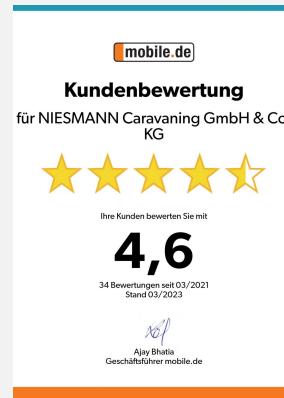 mobile.de
Kundenbewertung
für NIESMANN Caravaning GmbH & Co
KG
Ihre Kunden bewerten Sie mit
4,6
34 Bewertungen seit 03/2021
Stand 03/2023
Ajay Bhatia
Geschäftsführer mobile.de